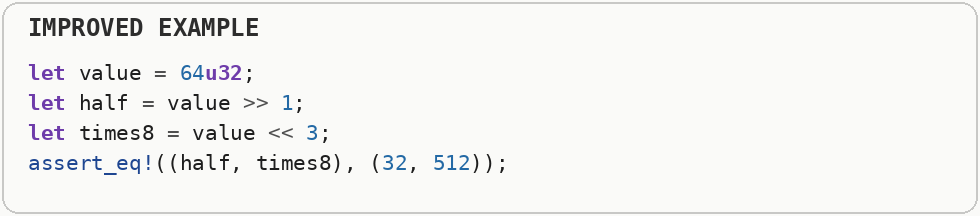 IMPROVED EXAMPLE
let value = 64u32;
let half = value >> 1;
let times8 = value << 3;
assert_eq!((half, times8), (32, 512));